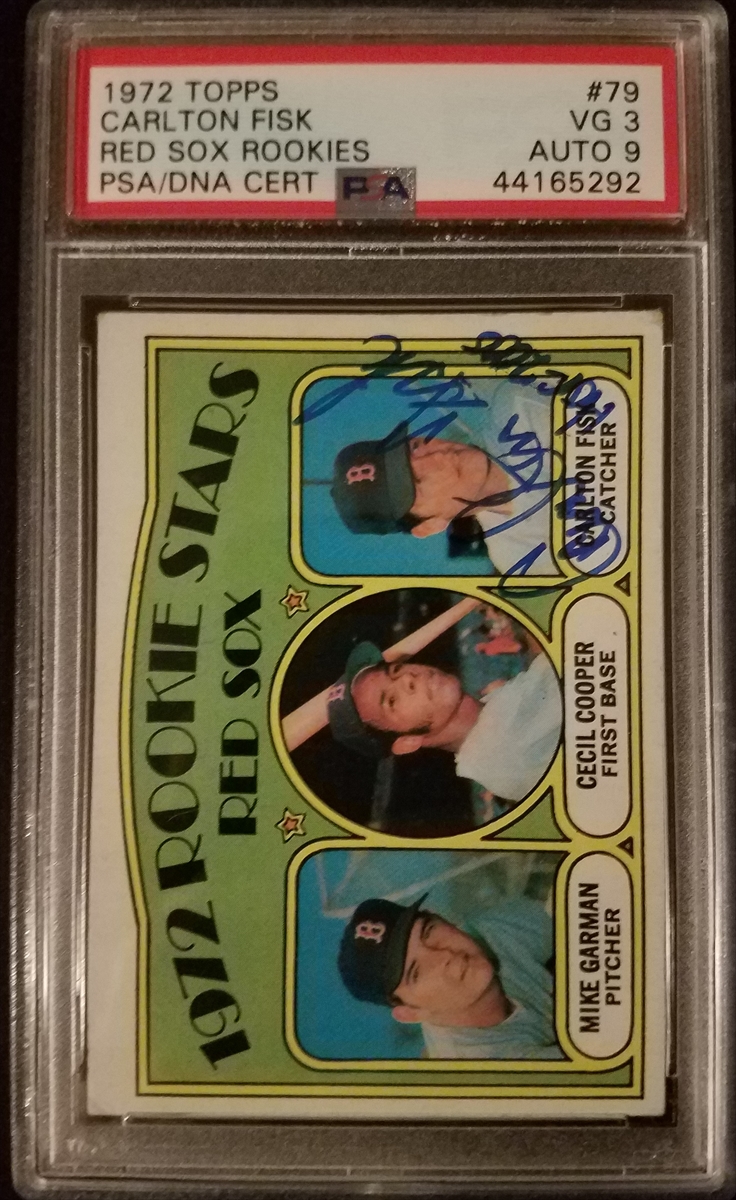 1972 TOPPS #79
CARLTON FISK VG 3
RED SOX ROOKIES AUTO 9
PSA/DNA CERT PSA 44165292
1972 ROOKIE STARS
RED SOX
B
B
B
MIKE GARMAN
PITCHER
CECIL COOPER
FIRST BASE
CARLTON FISK
CATCHER